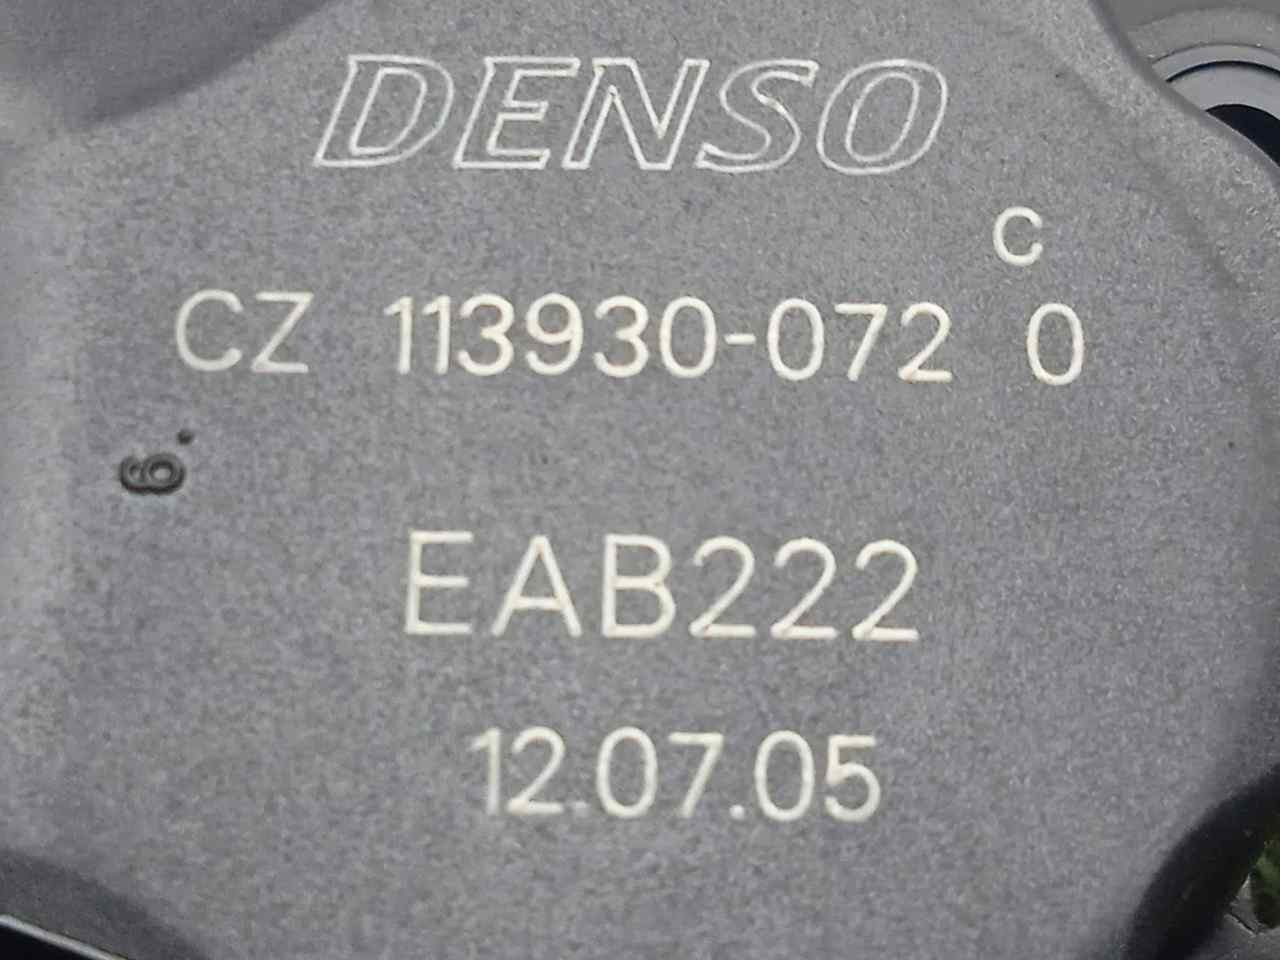 DENSO
C
CZ 113930-072 0
6.
EAB222
12.07.05